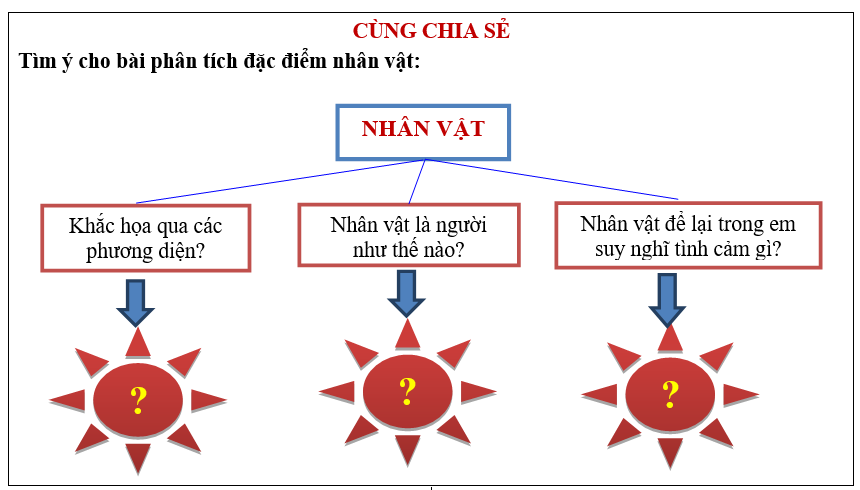 CÙNG CHIA SẺ
Tìm ý cho bài phân tích đặc điểm nhân vật:
NHÂN VẬT
Khắc họa qua các
phương diện?
Nhân vật là người
như thế nào?
Nhân vật để lại trong em
suy nghĩ tình cảm gì?
?
?
?